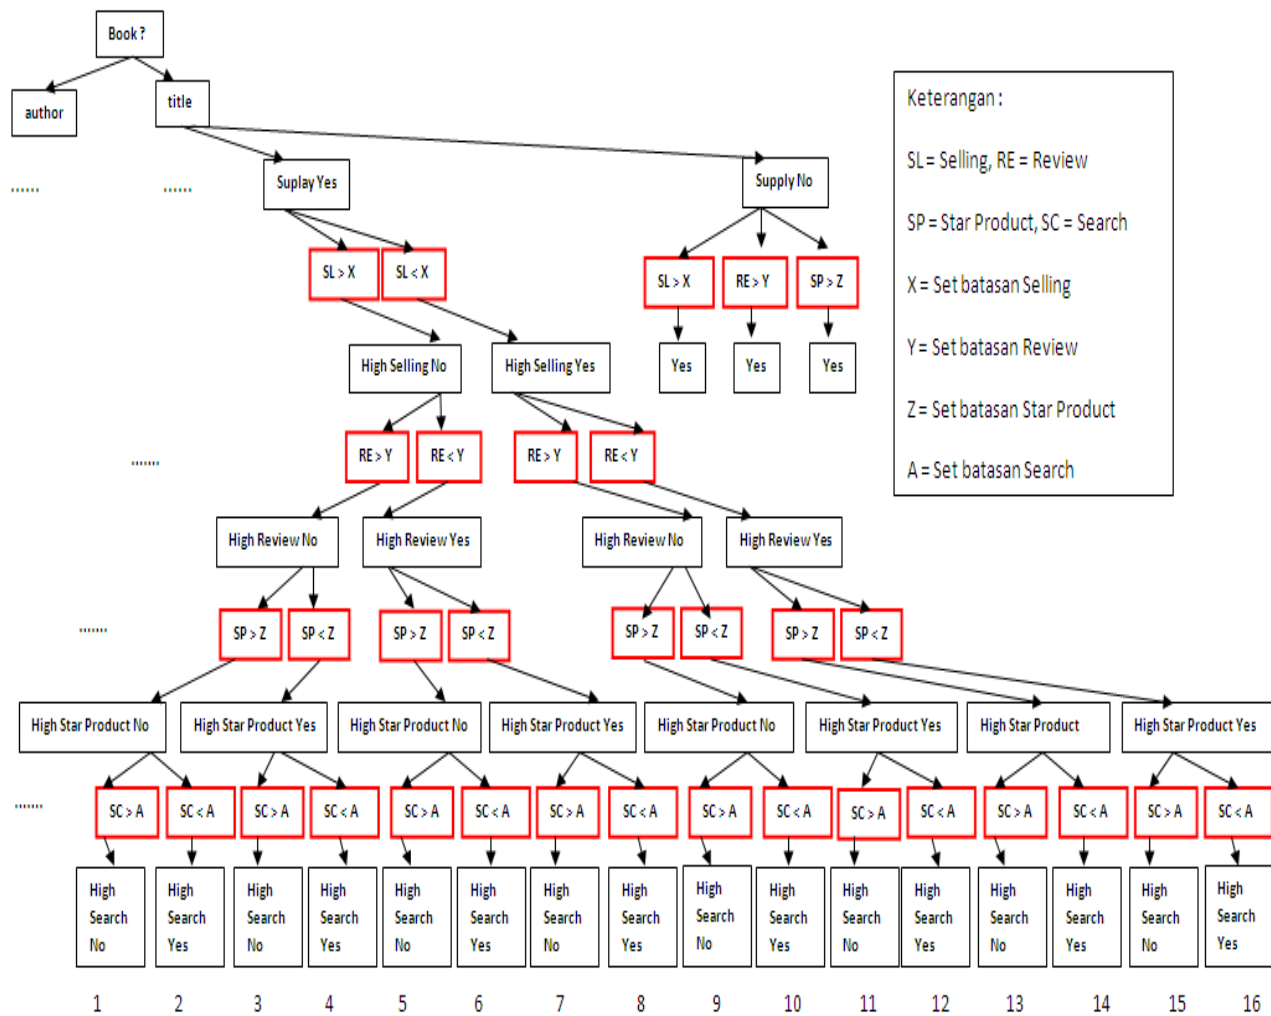 Book ?
author
title
Keterangan :
SL = Selling, RE = Review
SP = Star Product, SC = Search
X = Set batasan Selling
Y = Set batasan Review
Z = Set batasan Star Product
A = Set batasan Search
......
......
Suplay Yes
Supply No
SL > X
SL < X
SL > X
RE > Y
SP > Z
High Selling No
High Selling Yes
Yes
Yes
Yes
.......
RE > Y
RE < Y
RE > Y
RE < Y
High Review No
High Review Yes
High Review No
High Review Yes
.......
SP > Z
SP < Z
SP > Z
SP < Z
SP > Z
SP < Z
SP > Z
SP < Z
High Star Product No
High Star Product Yes
High Star Product No
High Star Product Yes
High Star Product No
High Star Product Yes
High Star Product
High Star Product Yes
.......
SC > A
SC < A
SC > A
SC < A
SC > A
SC < A
SC > A
SC < A
SC > A
SC < A
SC > A
SC < A
SC > A
SC < A
SC > A
SC < A
High
Search
No
High
Search
Yes
High
Search
No
High
Search
Yes
High
Search
No
High
Search
Yes
High
Search
No
High
Search
Yes
High
Search
No
High
Search
Yes
High
Search
No
High
Search
Yes
High
Search
No
High
Search
Yes
High
Search
No
High
Search
Yes
1 2 3 4 5 6 7 8 9 10 11 12 13 14 15 16